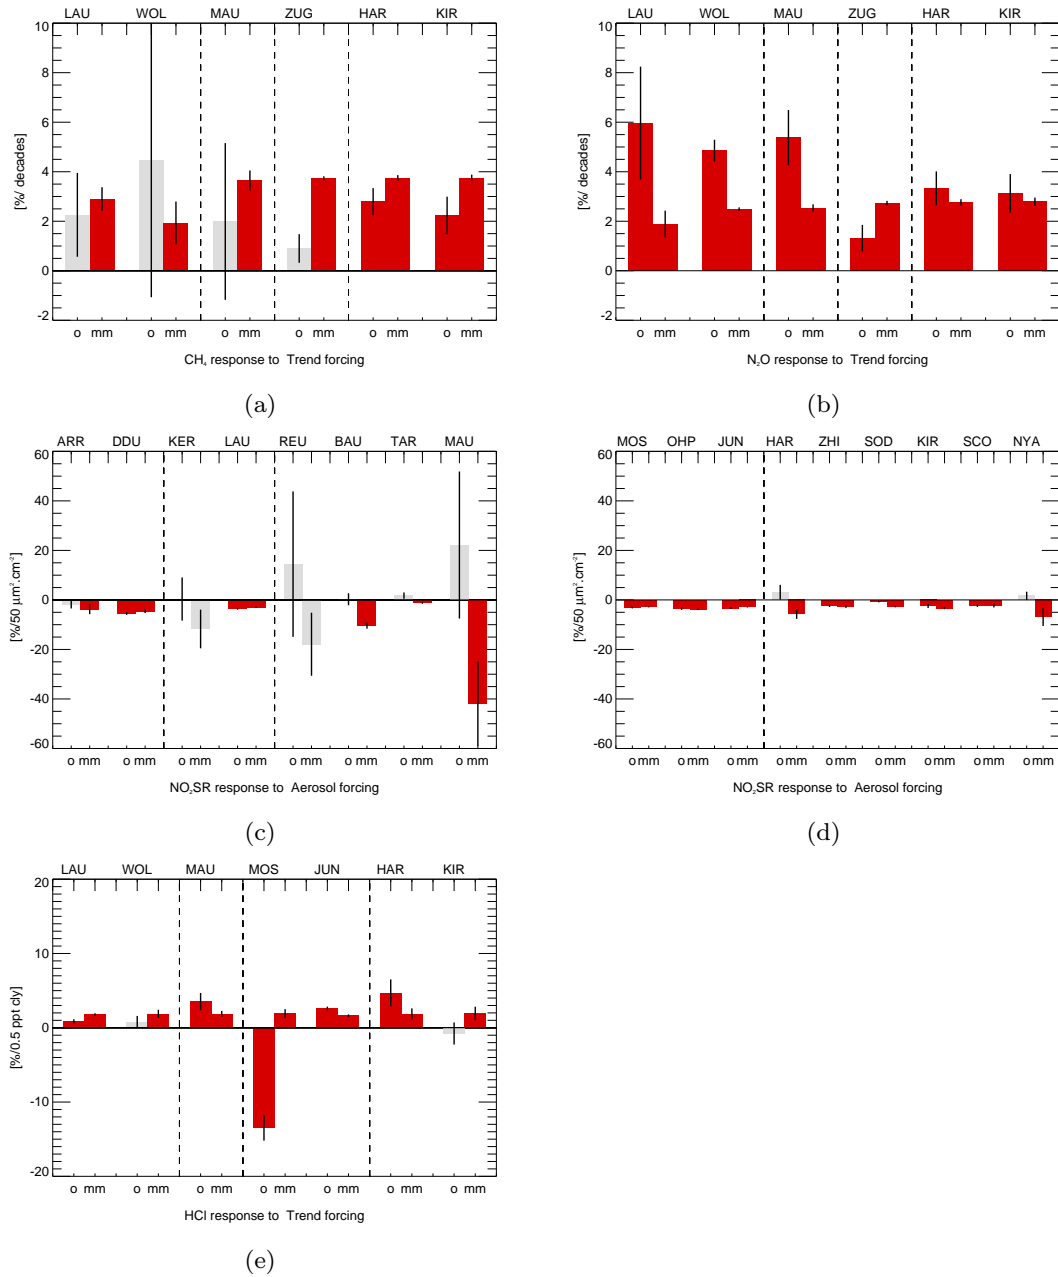 LAU WOL MAU ZUG HAR KIR
10
8
6
4
2
0
-2
[%/ decades]
o mm o mm o mm o mm o mm o mm
CH₄ response to Trend forcing
(a)
LAU WOL MAU ZUG HAR KIR
10
8
6
4
2
0
-2
[%/ decades]
o mm o mm o mm o mm o mm o mm
N₂O response to Trend forcing
(b)
ARR DDU KER LAU REU BAU TAR MAU
60
40
20
0
-20
-40
-60
[%/50 µm².cm⁻²]
o mm o mm o mm o mm o mm o mm o mm o mm
NO₂SR response to Aerosol forcing
(c)
MOS OHP JUN HAR ZHI SOD KIR SCO NYA
60
40
20
0
-20
-40
-60
[%/50 µm².cm⁻²]
o mm o mm o mm o mm o mm o mm o mm o mm o mm
NO₂SR response to Aerosol forcing
(d)
LAU WOL MAU MOS JUN HAR KIR
20
10
0
-10
-20
[%/0.5 ppt cly]
o mm o mm o mm o mm o mm o mm o mm
HCl response to Trend forcing
(e)